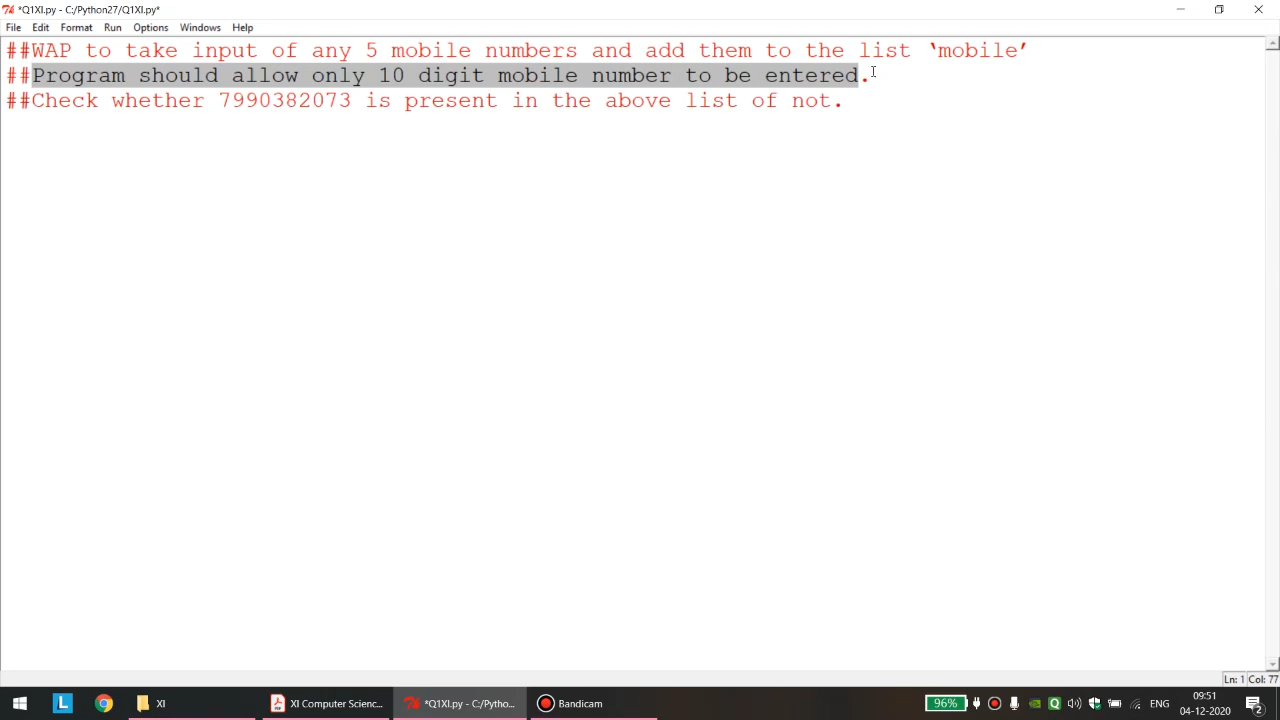 *Q1XI.py - C:/Python27/Q1XI.py*
File Edit Format Run Options Windows Help
##WAP to take input of any 5 mobile numbers and add them to the list ‘mobile’
##Program should allow only 10 digit mobile number to be entered.
##Check whether 7990382073 is present in the above list of not.
Ln: 1 Col: 77
XI
XI Computer Scienc...
*Q1XI.py - C:/Pytho...
Bandicam
96%
ENG
09:51
04-12-2020
2